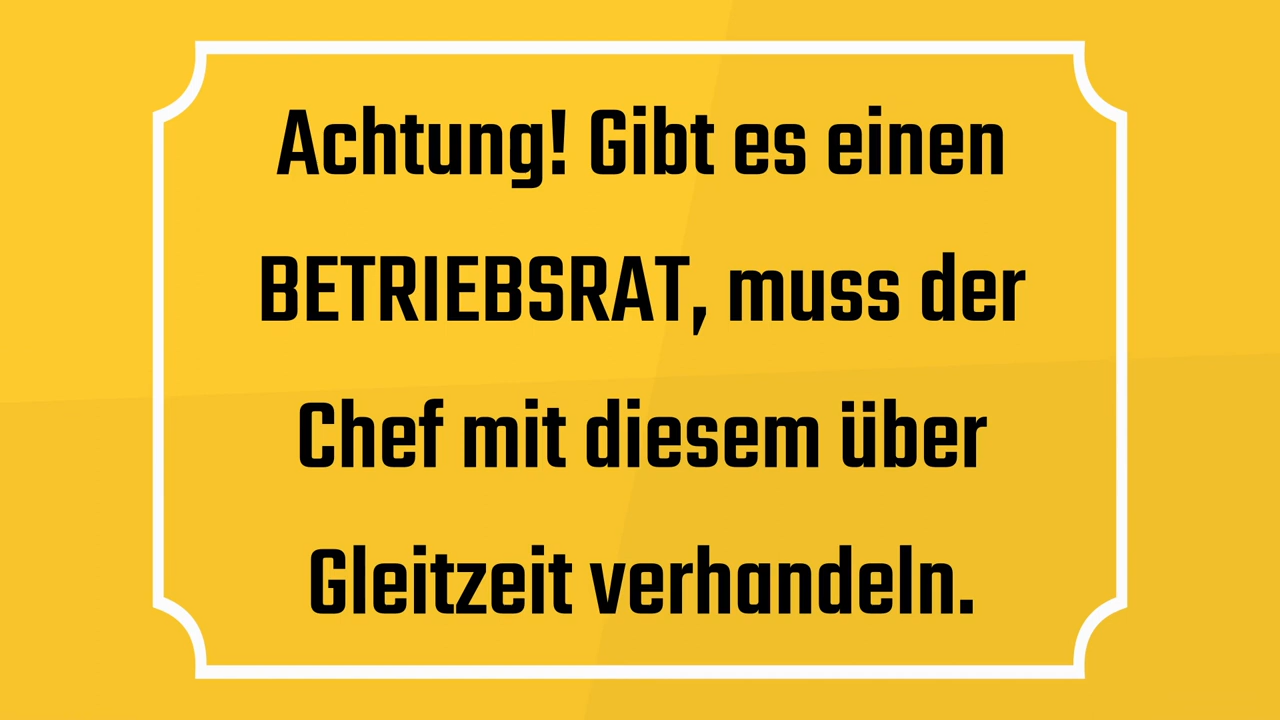 Achtung! Gibt es einen
BETRIEBSRAT, muss der
Chef mit diesem über
Gleitzeit verhandeln.